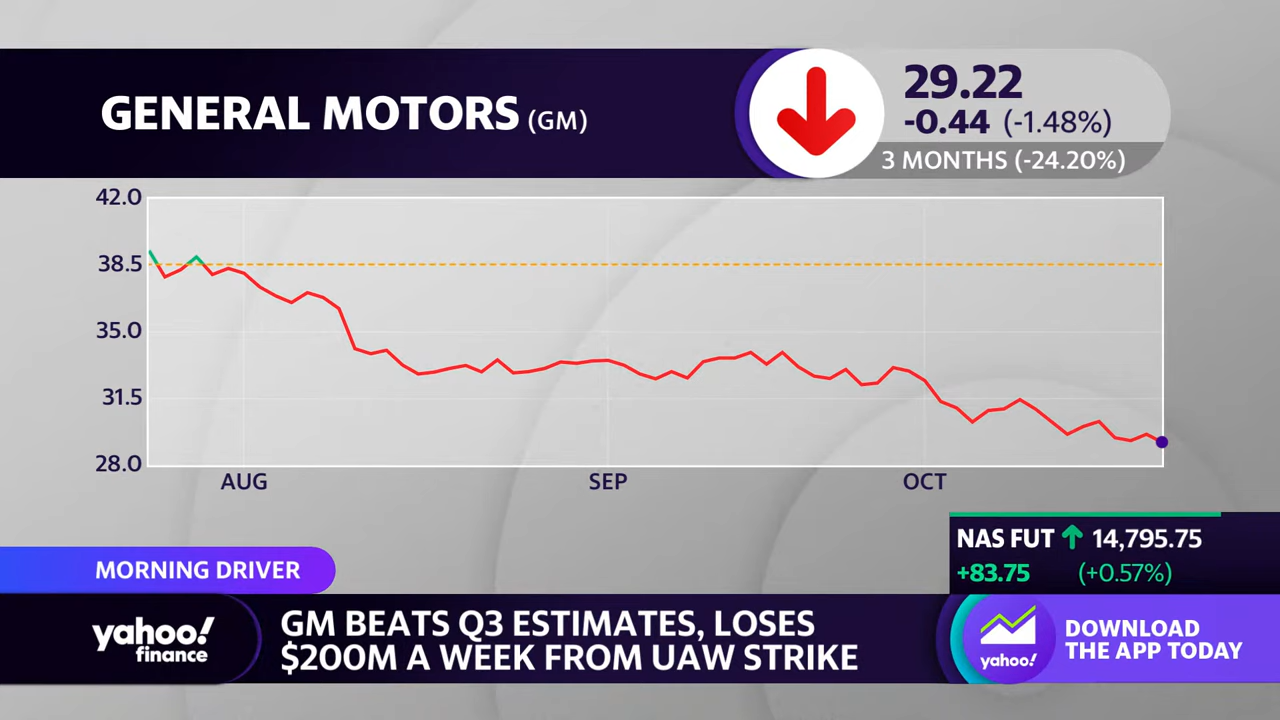 GENERAL MOTORS (GM)
29.22
-0.44 (-1.48%)
3 MONTHS (-24.20%)
42.0
38.5
35.0
31.5
28.0
AUG SEP OCT
NAS FUT 14,795.75
+83.75 (+0.57%)
MORNING DRIVER
yahoo!
finance
GM BEATS Q3 ESTIMATES, LOSES
$200M A WEEK FROM UAW STRIKE
yahoo!
DOWNLOAD
THE APP TODAY